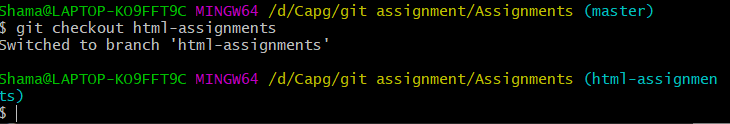 Shama@LAPTOP-KO9FFT9C MINGW64 /d/Capg/git assignment/Assignments (master)
$ git checkout html-assignments
Switched to branch 'html-assignments'
Shama@LAPTOP-KO9FFT9C MINGW64 /d/Capg/git assignment/Assignments (html-assignmen
ts)
$